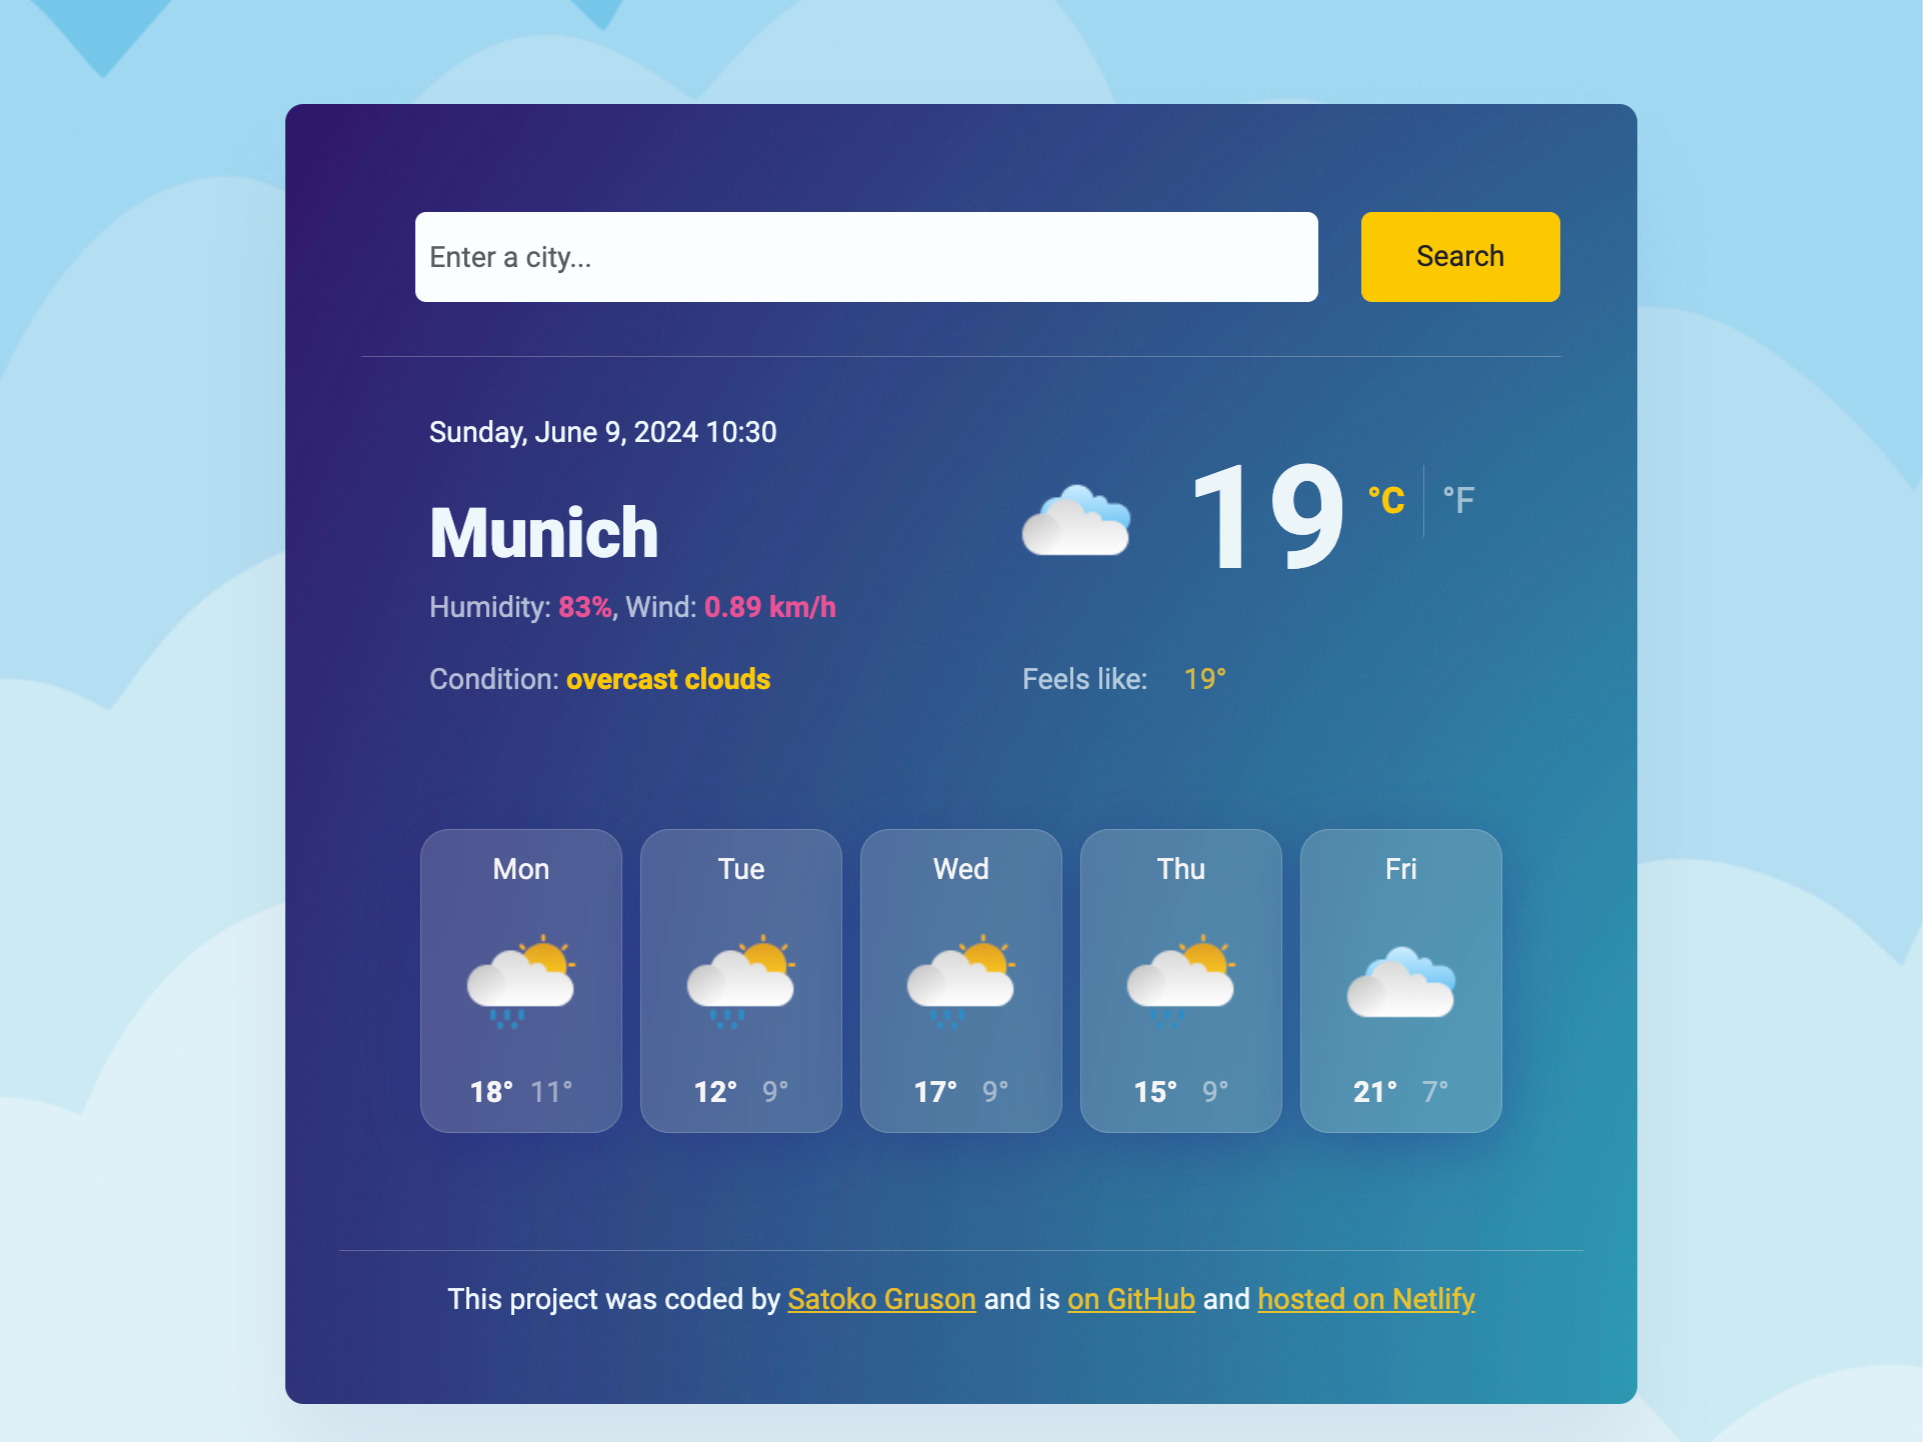 Enter a city...
Search
Sunday, June 9, 2024 10:30
Munich
19 °C °F
Humidity: 83%, Wind: 0.89 km/h
Condition: overcast clouds
Feels like: 19°
Mon Tue Wed Thu Fri
18° 11° 12° 9° 17° 9° 15° 9° 21° 7°
This project was coded by Satoko Gruson and is on GitHub and hosted on Netlify